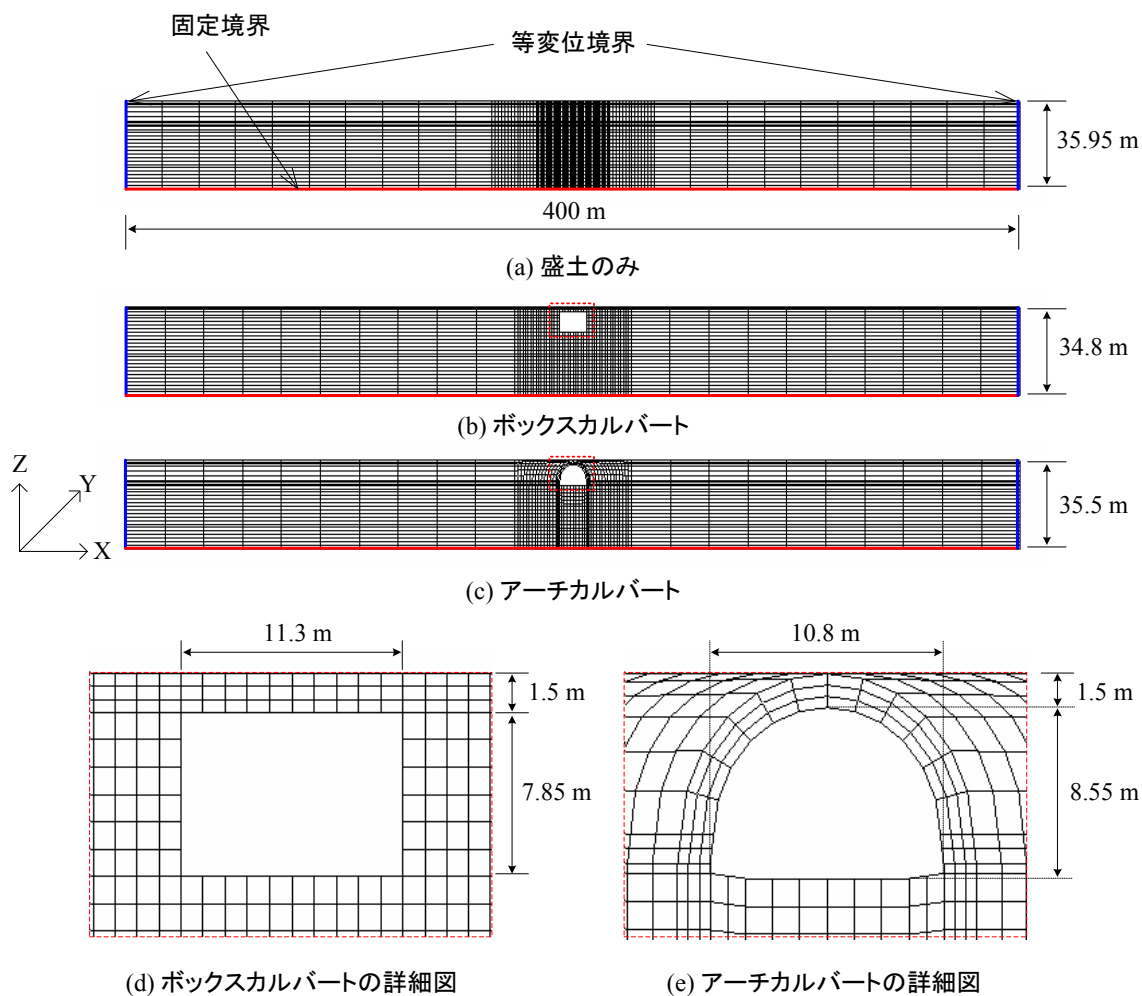 固定境界
等変位境界
35.95 m
400 m
(a) 盛土のみ
34.8 m
(b) ボックスカルバート
Z
Y
X
35.5 m
(c) アーチカルバート
11.3 m
1.5 m
7.85 m
10.8 m
1.5 m
8.55 m
(d) ボックスカルバートの詳細図
(e) アーチカルバートの詳細図